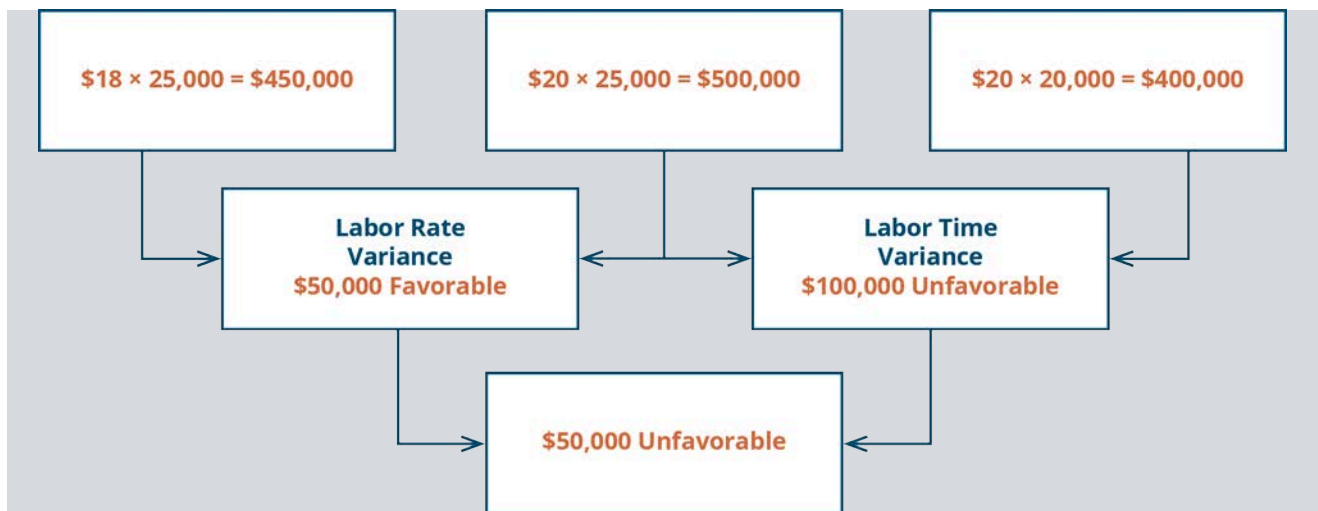 $18 × 25,000 = $450,000
$20 × 25,000 = $500,000
$20 × 20,000 = $400,000
Labor Rate
Variance
$50,000 Favorable
Labor Time
Variance
$100,000 Unfavorable
$50,000 Unfavorable